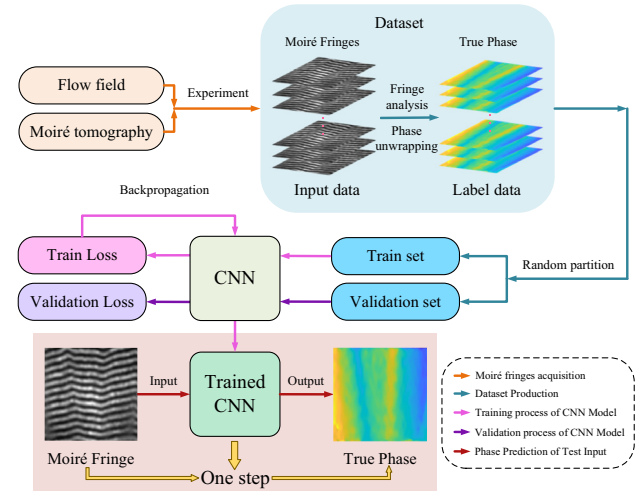 Dataset
Moiré Fringes
True Phase
Flow field
Moiré tomography
Experiment
Fringe
analysis
Phase
unwrapping
Input data
Label data
Backpropagation
Train Loss
Validation Loss
CNN
Train set
Validation set
Random partition
Input
Trained
CNN
Output
Moiré Fringe
One step
True Phase
Moiré fringes acquisition
Dataset Production
Training process of CNN Model
Validation process of CNN Model
Phase Prediction of Test Input